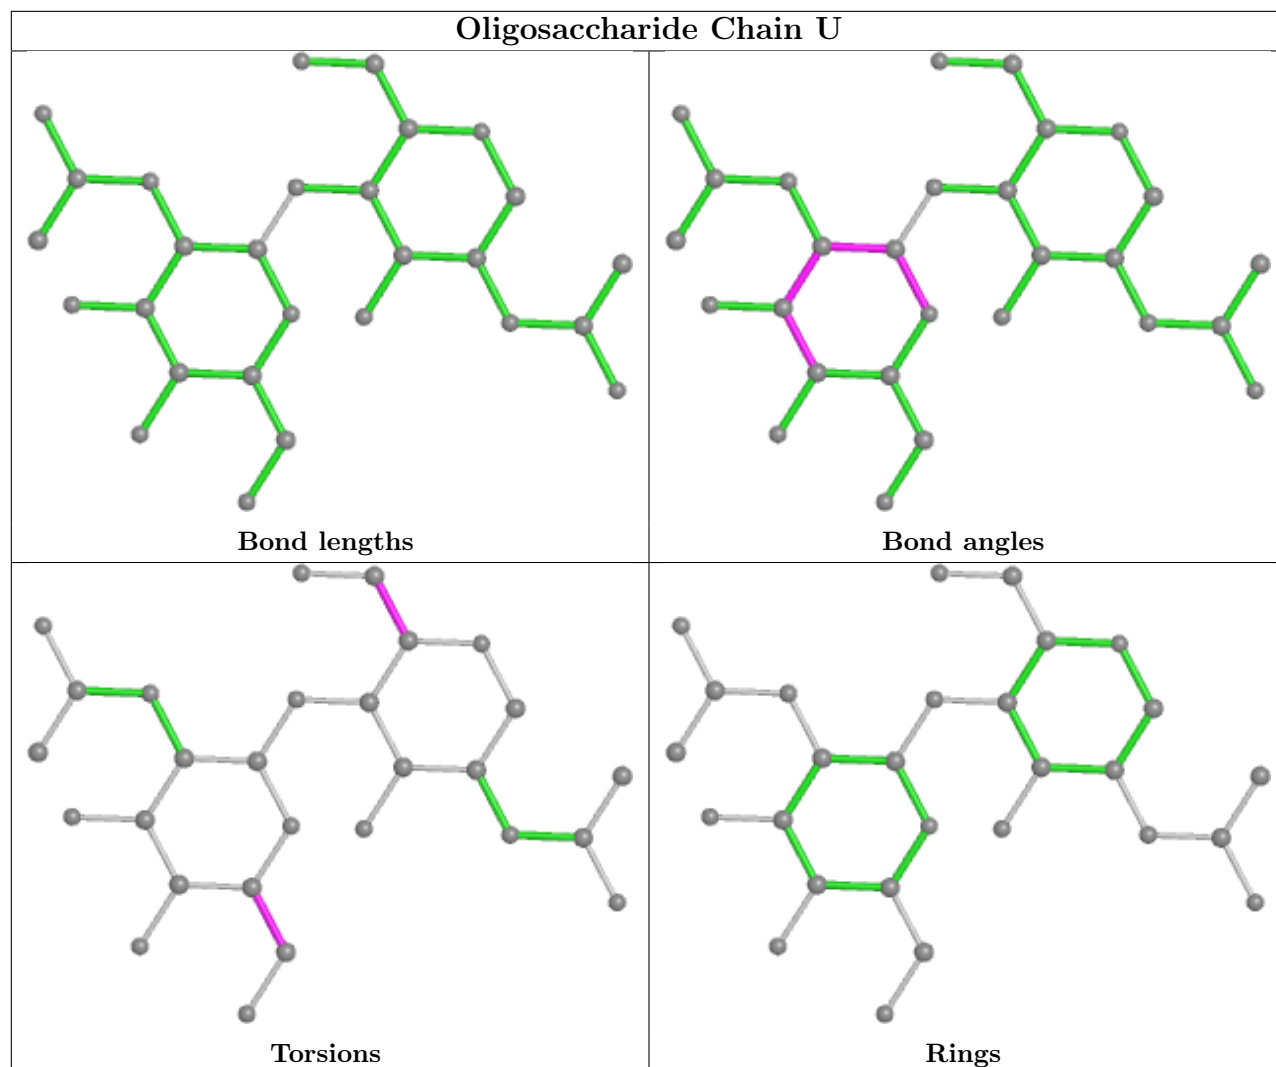 Oligosaccharide Chain U
Bond lengths
Bond angles
Torsions
Rings